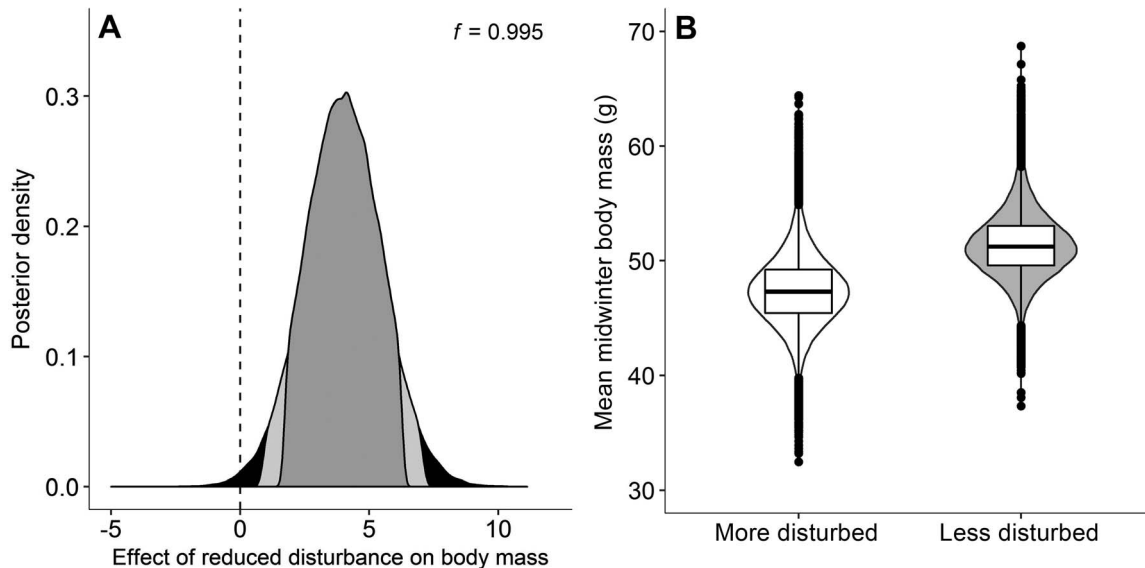 A
f = 0.995
Posterior density
0.3
0.2
0.1
0.0
-5
0
5
10
Effect of reduced disturbance on body mass
B
Mean midwinter body mass (g)
70
60
50
40
30
More disturbed
Less disturbed